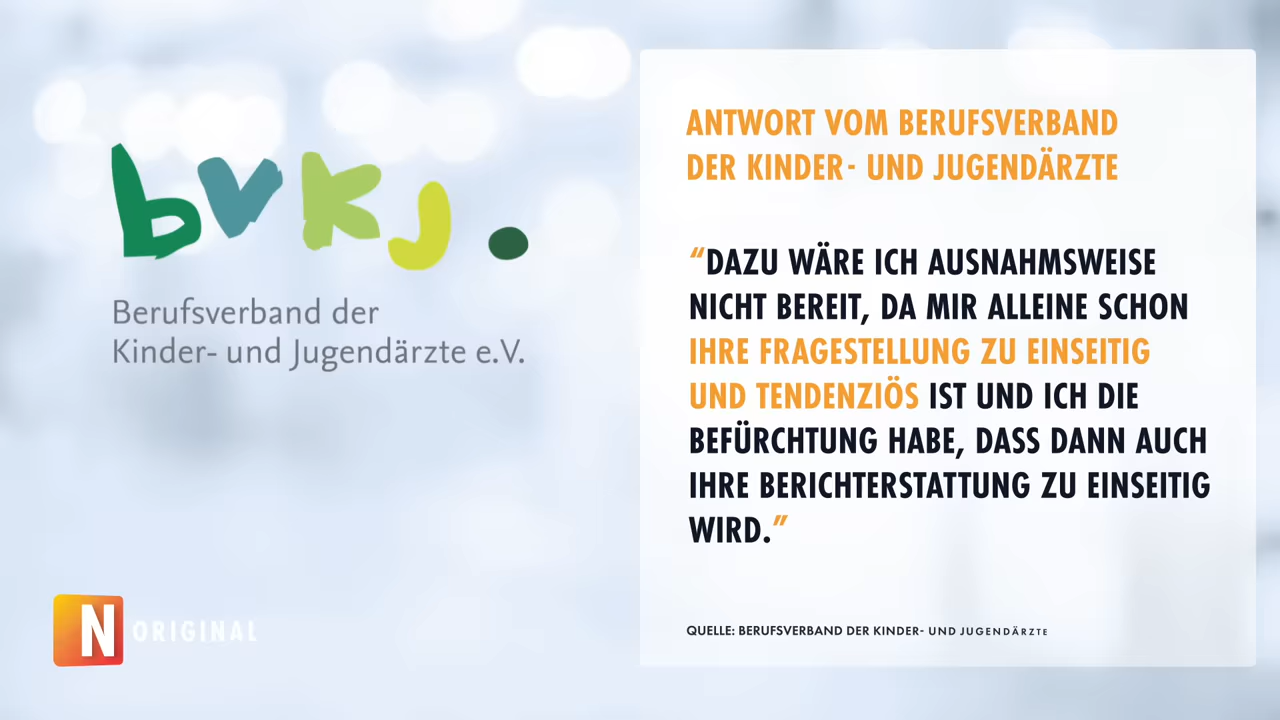 bvkj.
Berufsverband der
Kinder- und Jugendärzte e.V.
ANTWORT VOM BERUFSVERBAND
DER KINDER- UND JUGENDÄRZTE
“DAZU WÄRE ICH AUSNAHMSWEISE
NICHT BEREIT, DA MIR ALLEINE SCHON
IHRE FRAGESTELLUNG ZU EINSEITIG
UND TENDENZIÖS IST UND ICH DIE
BEFÜRCHTUNG HABE, DASS DANN AUCH
IHRE BERICHTERSTATTUNG ZU EINSEITIG
WIRD.”
QUELLE: BERUFSVERBAND DER KINDER- UND JUGENDÄRZTE
N ORIGINAL